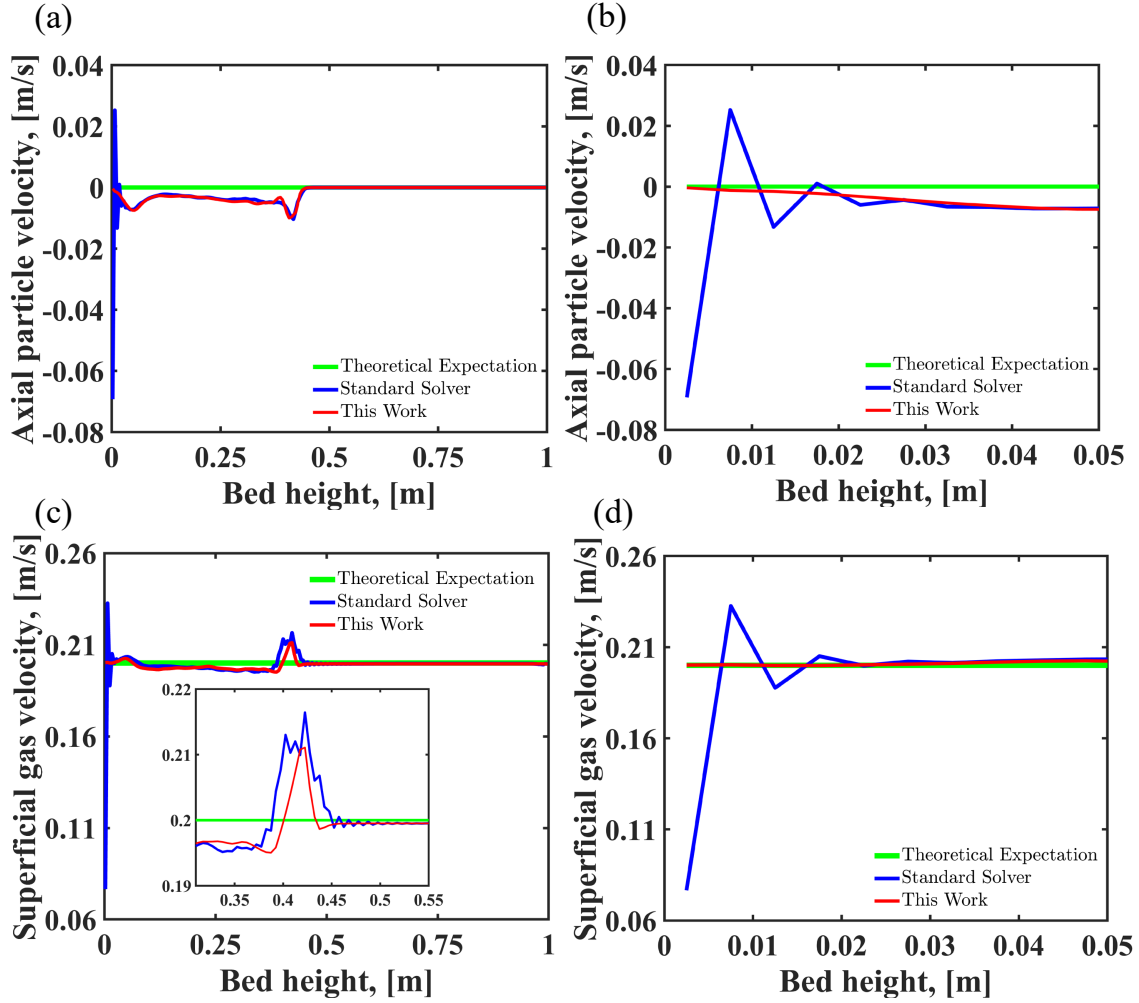 (a)
Axial particle velocity, [m/s]
0.04
0.02
0
-0.02
-0.04
-0.06
-0.08
Theoretical Expectation
Standard Solver
This Work
0 0.25 0.5 0.75 1
Bed height, [m]
(b)
Axial particle velocity, [m/s]
0.04
0.02
0
-0.02
-0.04
-0.06
-0.08
Theoretical Expectation
Standard Solver
This Work
0 0.01 0.02 0.03 0.04 0.05
Bed height, [m]
(c)
Superficial gas velocity, [m/s]
0.26
0.21
0.16
0.11
0.06
Theoretical Expectation
Standard Solver
This Work
0.22
0.21
0.2
0.19
0.35 0.4 0.45 0.5 0.55
0 0.25 0.5 0.75 1
Bed height, [m]
(d)
Superficial gas velocity, [m/s]
0.26
0.21
0.16
0.11
0.06
Theoretical Expectation
Standard Solver
This Work
0 0.01 0.02 0.03 0.04 0.05
Bed height, [m]